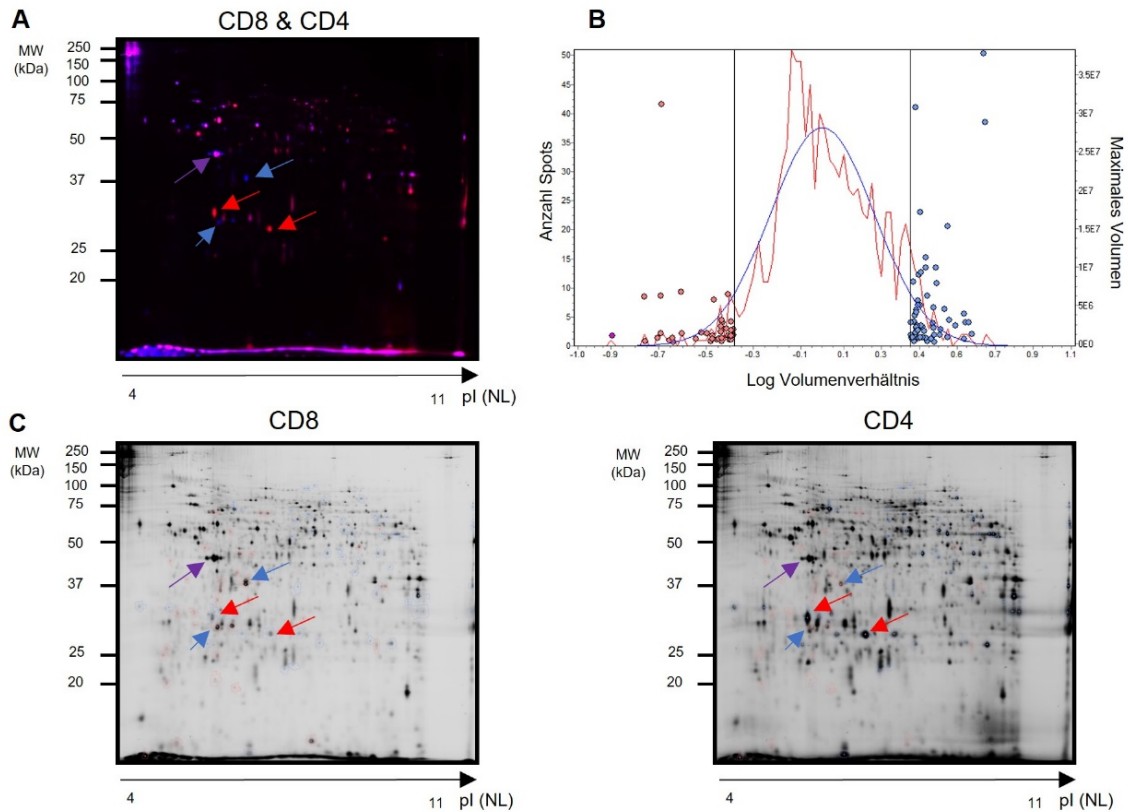 A
CD8 & CD4
MW
(kDa)
250
150
100
75
50
37
25
20
4
11 pI (NL)
B
Anzahl Spots
50
45
40
35
30
25
20
15
10
5
0
-1.0 -0.9 -0.7 -0.5 -0.3 -0.1 0.1 0.3 0.4 0.6 0.8 0.9 1.1
Log Volumenverhältnis
3.5E7
3E7
2.5E7
2E7
1.5E7
1E7
5E6
0E0
Maximales Volumen
C
CD8
MW
(kDa)
250
150
100
75
50
37
25
20
4
11 pI (NL)
CD4
MW
(kDa)
250
150
100
75
50
37
25
20
4
11 pI (NL)